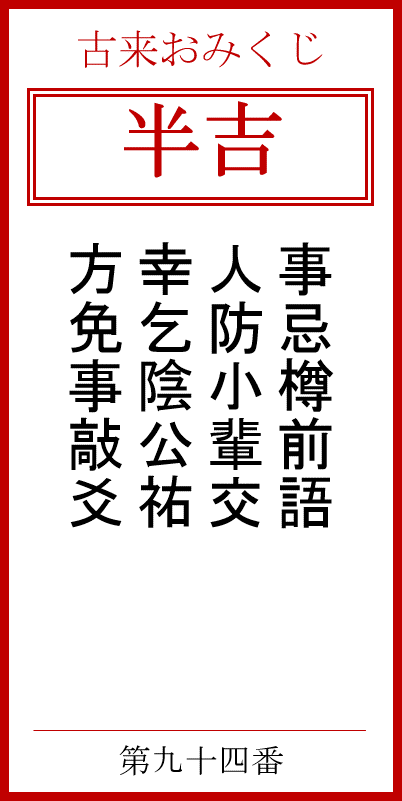 古来おみくじ
半吉
事忌樽前語
人防小輩交
幸乞陰公祐
方免事敲爻
第九十四番